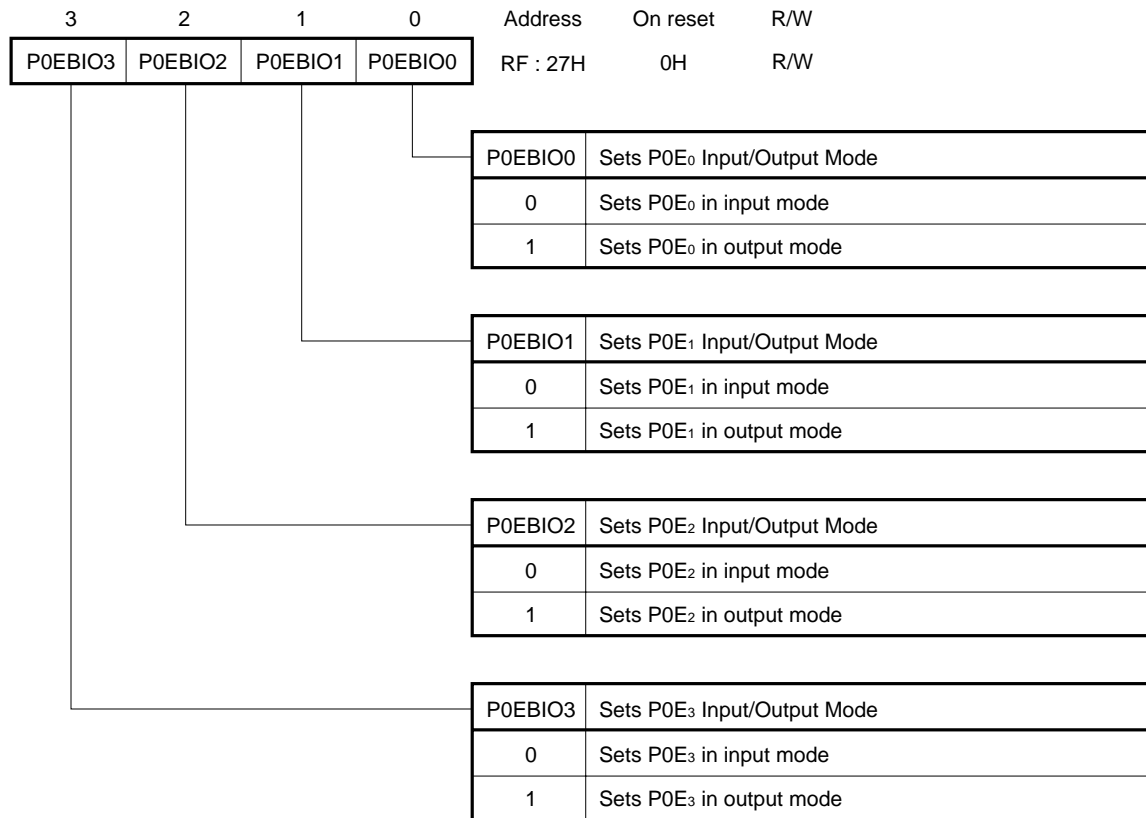 3 2 1 0 Address On reset R/W
P0EBIO3 P0EBIO2 P0EBIO1 P0EBIO0 RF : 27H 0H R/W
P0EBIO0 Sets P0E₀ Input/Output Mode
0 Sets P0E₀ in input mode
1 Sets P0E₀ in output mode
P0EBIO1 Sets P0E₁ Input/Output Mode
0 Sets P0E₁ in input mode
1 Sets P0E₁ in output mode
P0EBIO2 Sets P0E₂ Input/Output Mode
0 Sets P0E₂ in input mode
1 Sets P0E₂ in output mode
P0EBIO3 Sets P0E₃ Input/Output Mode
0 Sets P0E₃ in input mode
1 Sets P0E₃ in output mode